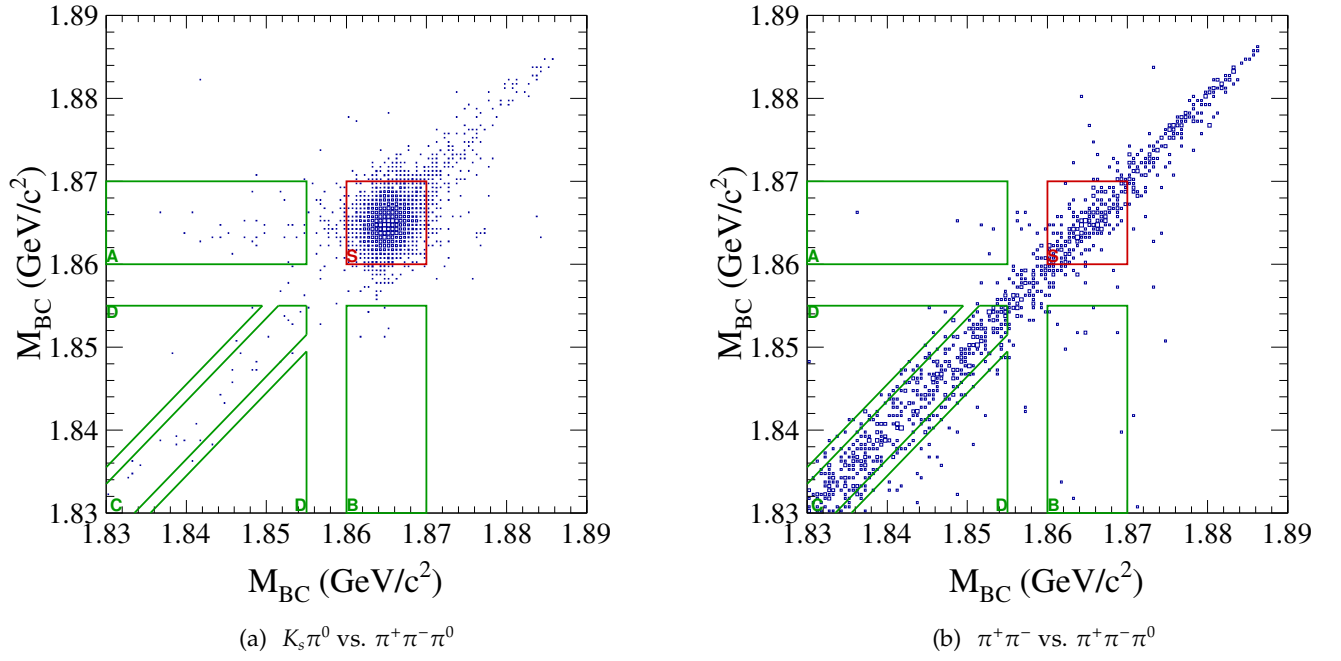 1.89
1.88
1.87
1.86
1.85
1.84
1.83
M_BC (GeV/c²)
A
S
D
C
D
B
1.83 1.84 1.85 1.86 1.87 1.88 1.89
M_BC (GeV/c²)
(a) K_sπ⁰ vs. π⁺π⁻π⁰
1.89
1.88
1.87
1.86
1.85
1.84
1.83
M_BC (GeV/c²)
A
S
D
C
D
B
1.83 1.84 1.85 1.86 1.87 1.88 1.89
M_BC (GeV/c²)
(b) π⁺π⁻ vs. π⁺π⁻π⁰